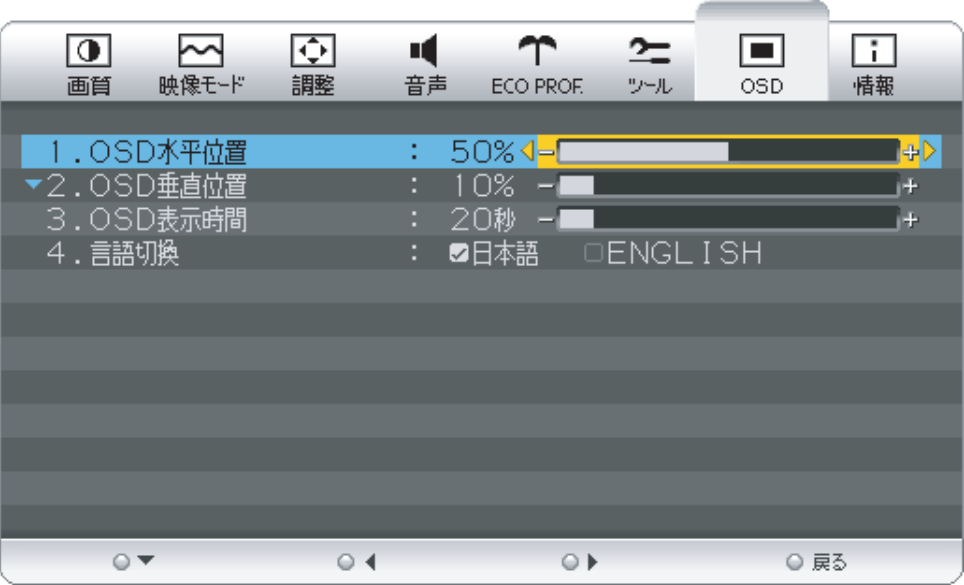 画質 映像モード 調整 音声 ECO PROF. ツール OSD 情報
1.OSD水平位置 : 50% - +
2.OSD垂直位置 : 10% - +
3.OSD表示時間 : 20秒 - +
4.言語切換 : 日本語 ENGLISH
戻る